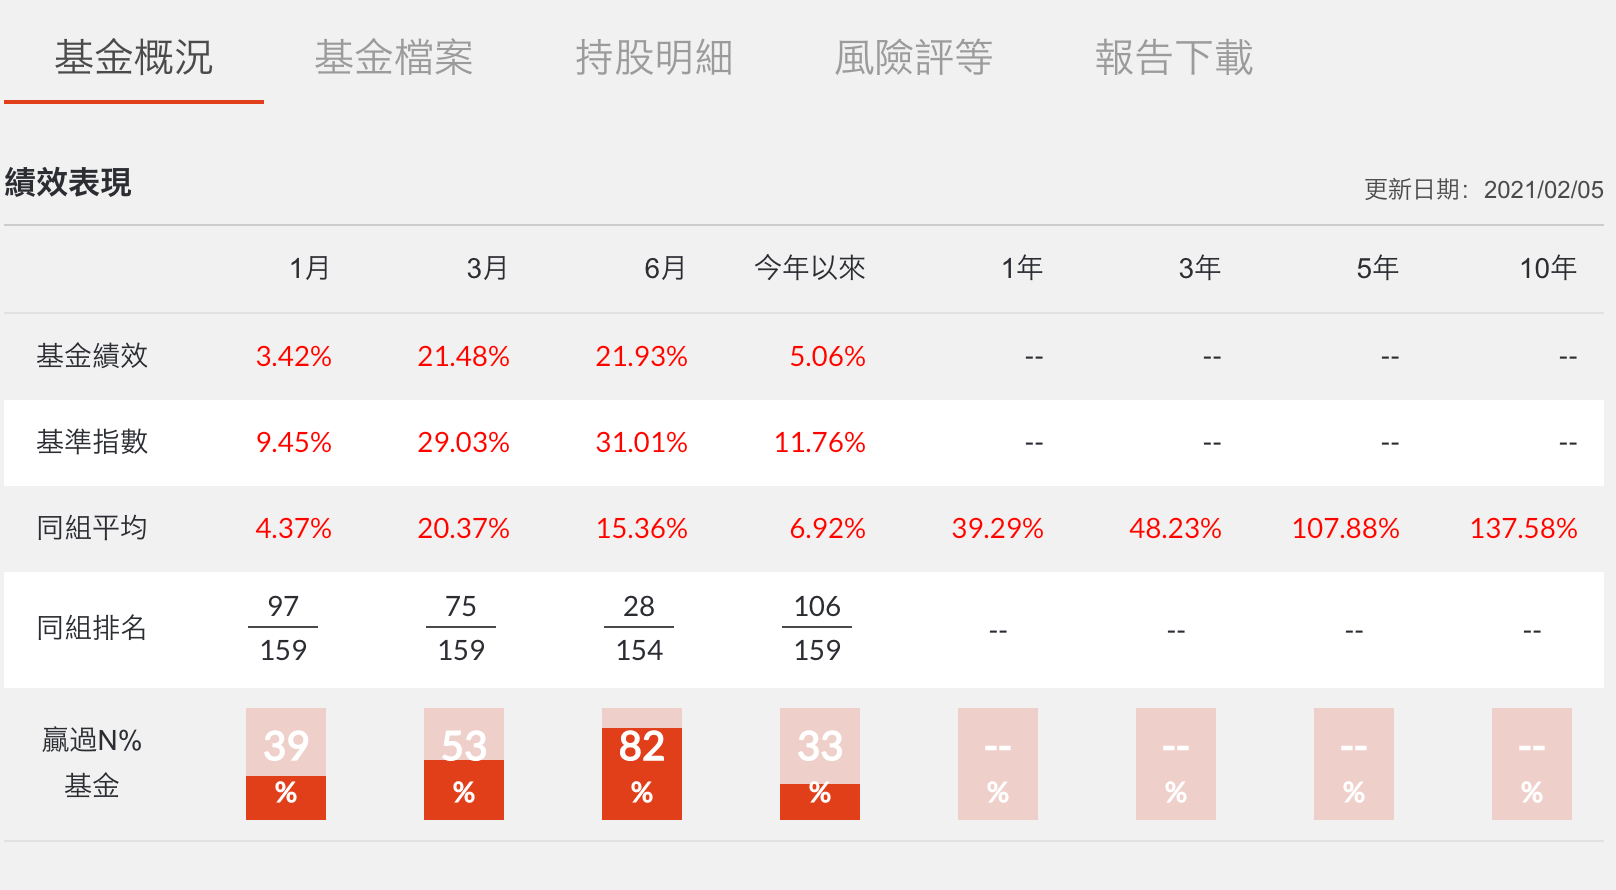 基金概況 基金檔案 持股明細 風險評等 報告下載
績效表現
更新日期：2021/02/05
1月 3月 6月 今年以來 1年 3年 5年 10年
基金績效 3.42% 21.48% 21.93% 5.06% -- -- -- --
基準指數 9.45% 29.03% 31.01% 11.76% -- -- -- --
同組平均 4.37% 20.37% 15.36% 6.92% 39.29% 48.23% 107.88% 137.58%
97 75 28 106
同組排名 -- -- -- --
159 159 154 159
贏過N% 39 53 82 33 -- -- -- --
基金 % % % % % % % %